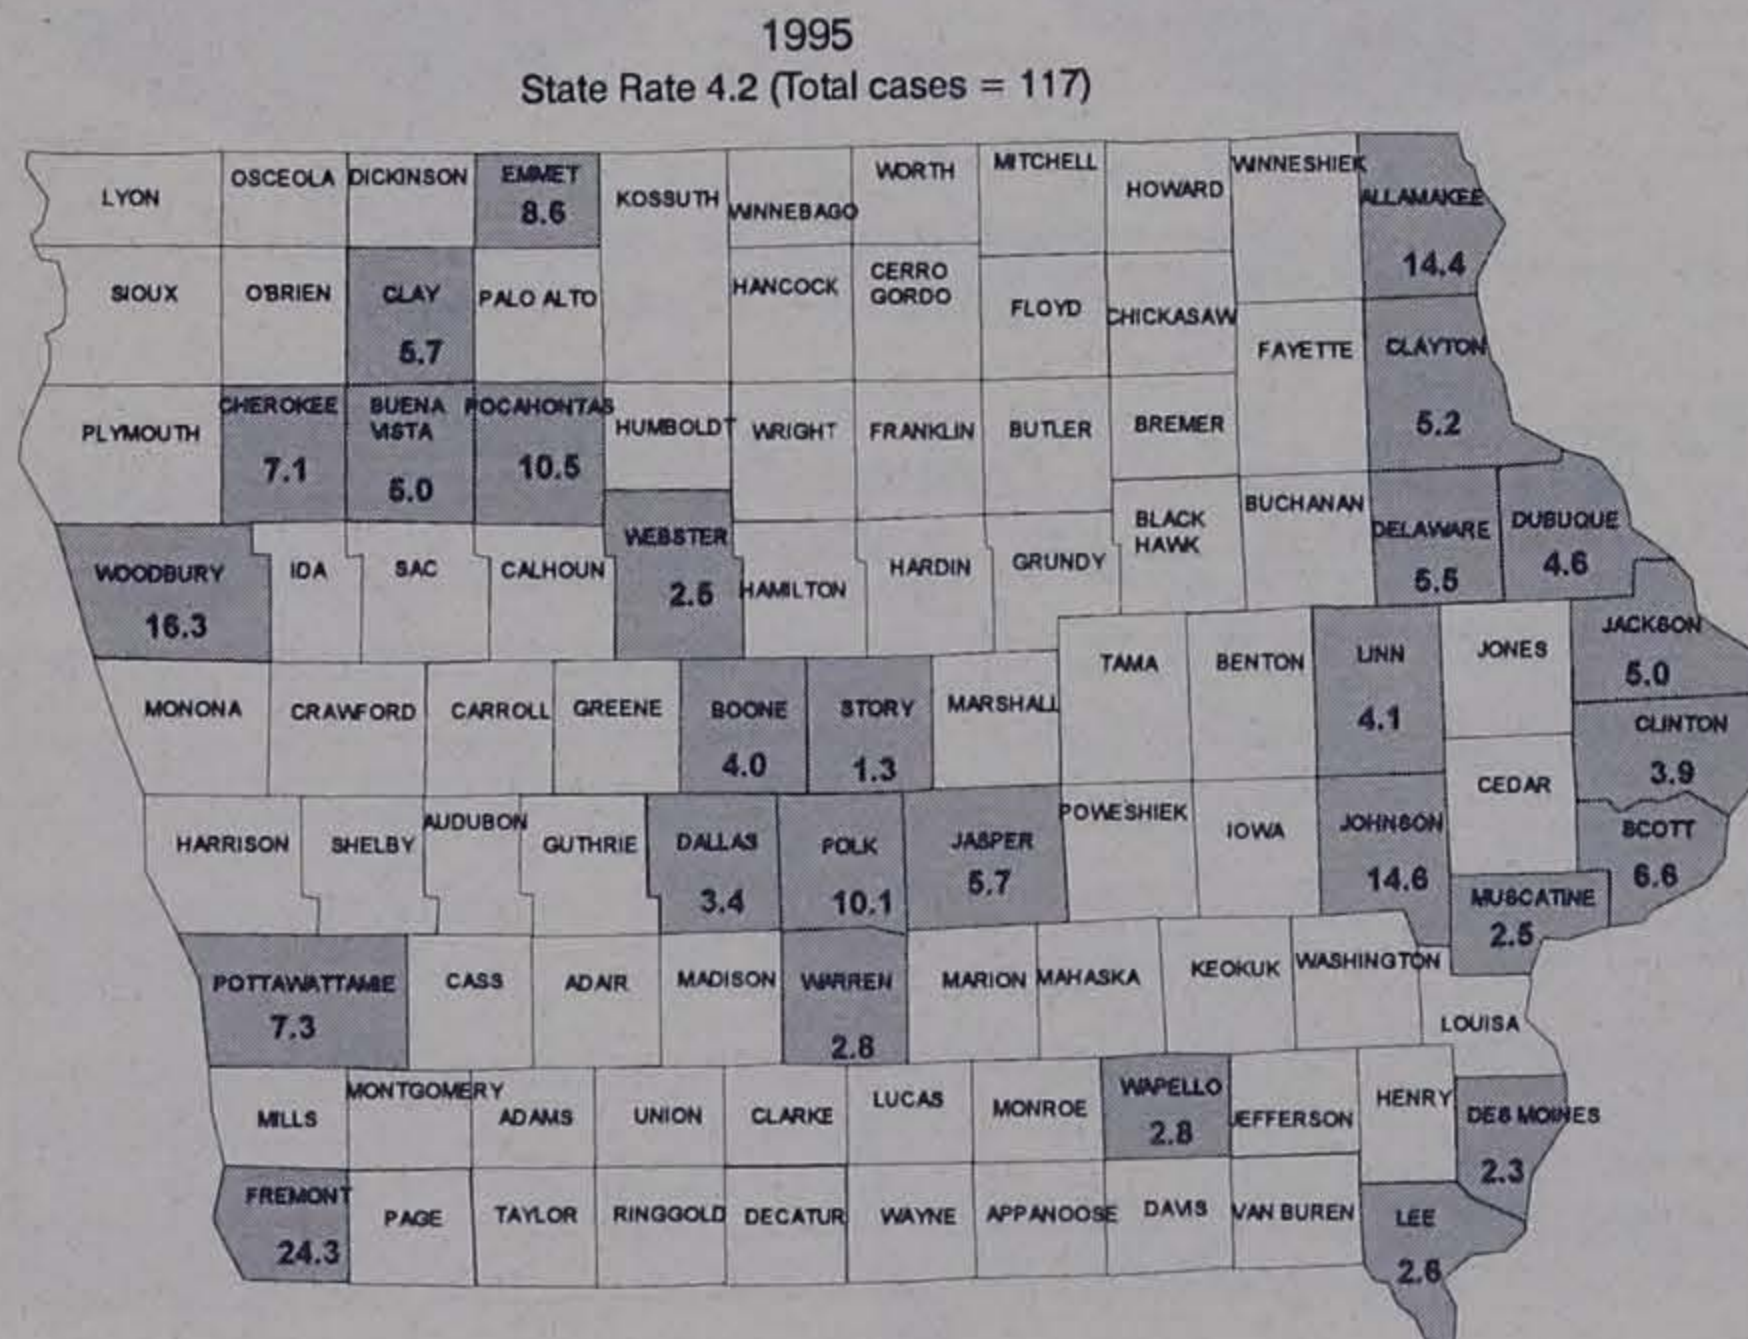 1995
State Rate 4.2 (Total cases = 117)
LYON
OSCEOLA
DICKINSON
EMMET
8.6
KOSSUTH
WINNEBAGO
WORTH
MITCHELL
HOWARD
WINNESHIEK
ALLAMAKEE
14.4
SIOUX
O'BRIEN
CLAY
5.7
PALO ALTO
HANCOCK
CERRO
GORDO
FLOYD
CHICKASAW
FAYETTE
CLAYTON
5.2
PLYMOUTH
CHEROKEE
7.1
BUENA
VISTA
5.0
POCAHONTAS
10.5
HUMBOLDT
WRIGHT
FRANKLIN
BUTLER
BREMER
WOODBURY
16.3
IDA
SAC
CALHOUN
WEBSTER
2.5
HAMILTON
HARDIN
GRUNDY
BLACK
HAWK
BUCHANAN
DELAWARE
5.5
DUBUQUE
4.6
MONONA
CRAWFORD
CARROLL
GREENE
BOONE
4.0
STORY
1.3
MARSHALL
TAMA
BENTON
LINN
4.1
JONES
JACKSON
5.0
CLINTON
3.9
HARRISON
SHELBY
AUDUBON
GUTHRIE
DALLAS
3.4
POLK
10.1
JASPER
5.7
POWESHIEK
IOWA
JOHNSON
14.6
CEDAR
SCOTT
6.6
MUSCATINE
2.5
POTTAWATTAMIE
7.3
CASS
ADAIR
MADISON
WARREN
2.8
MARION
MAHASKA
KEOKUK
WASHINGTON
LOUISA
MILLS
MONTGOMERY
ADAMS
UNION
CLARKE
LUCAS
MONROE
WAPELLO
2.8
JEFFERSON
HENRY
DES MOINES
2.3
FREMONT
24.3
PAGE
TAYLOR
RINGGOLD
DECATUR
WAYNE
APPANOOSE
DAVIS
VAN BUREN
LEE
2.6